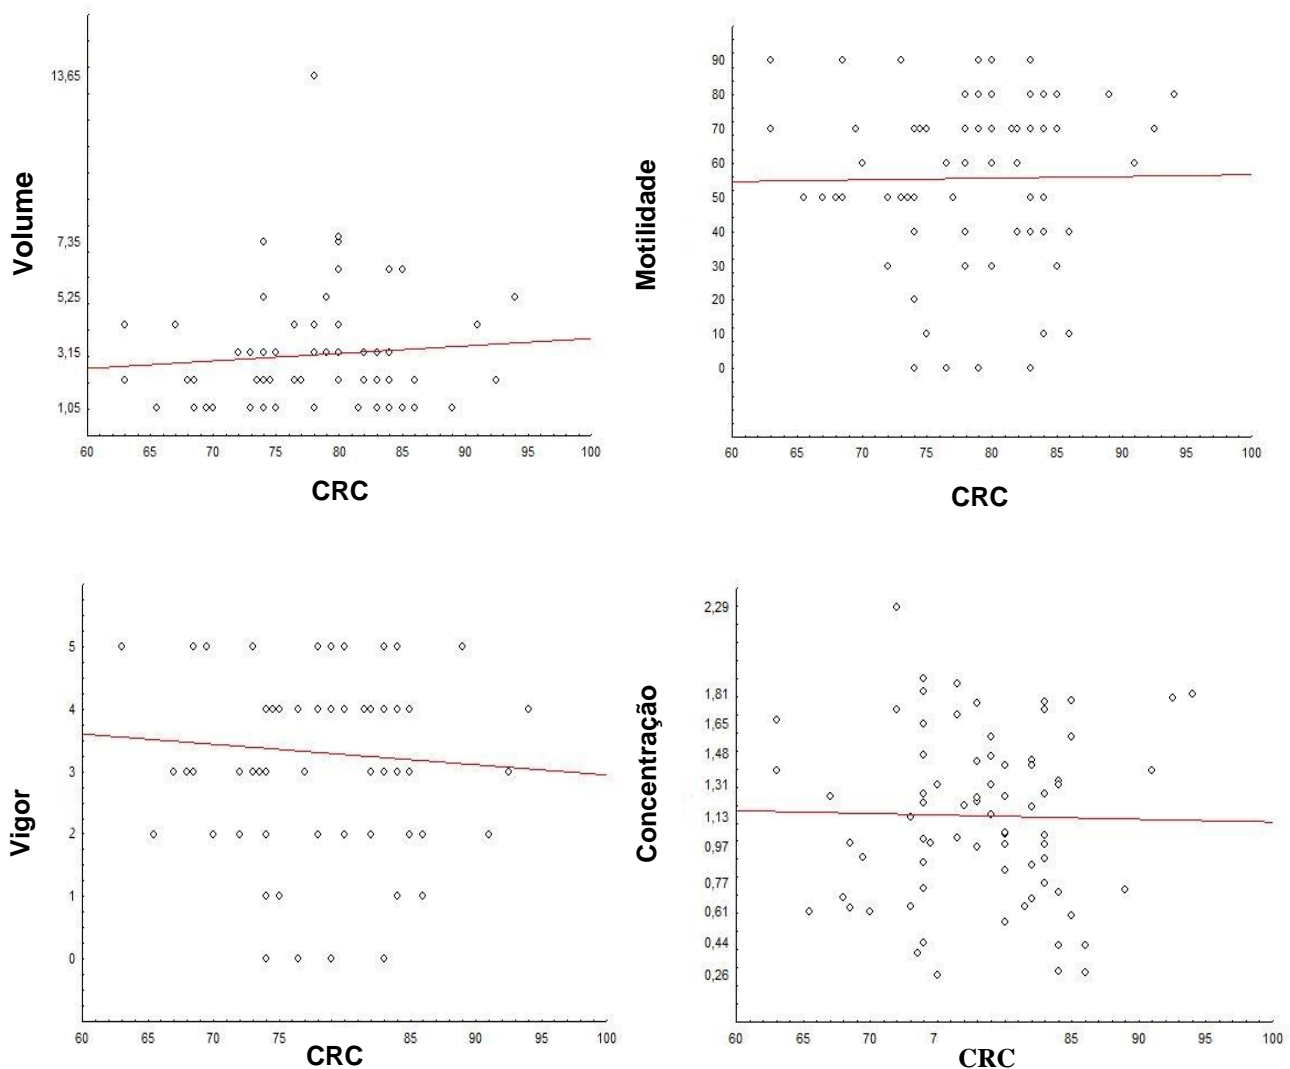 13,65
7,35
5,25
3,15
1,05
Volume
60 65 70 75 80 85 90 95 100
CRC
90
80
70
60
50
40
30
20
10
0
Motilidade
60 65 70 75 80 85 90 95 100
CRC
5
4
3
2
1
0
Vigor
60 65 70 75 80 85 90 95 100
CRC
2,29
1,81
1,65
1,48
1,31
1,13
0,97
0,77
0,61
0,44
0,26
Concentração
60 65 70 7 85 90 95 100
CRC